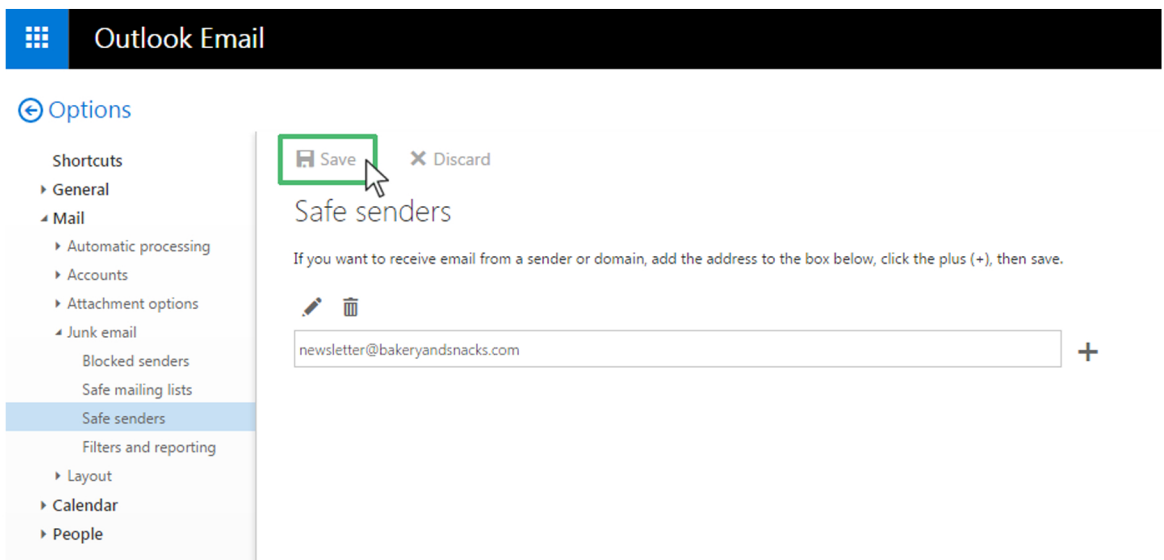 Outlook Email
Options
Shortcuts
General
Mail
Automatic processing
Accounts
Attachment options
Junk email
Blocked senders
Safe mailing lists
Safe senders
Filters and reporting
Layout
Calendar
People
Save
Discard
Safe senders
If you want to receive email from a sender or domain, add the address to the box below, click the plus (+), then save.
newsletter@bakeryandsnacks.com